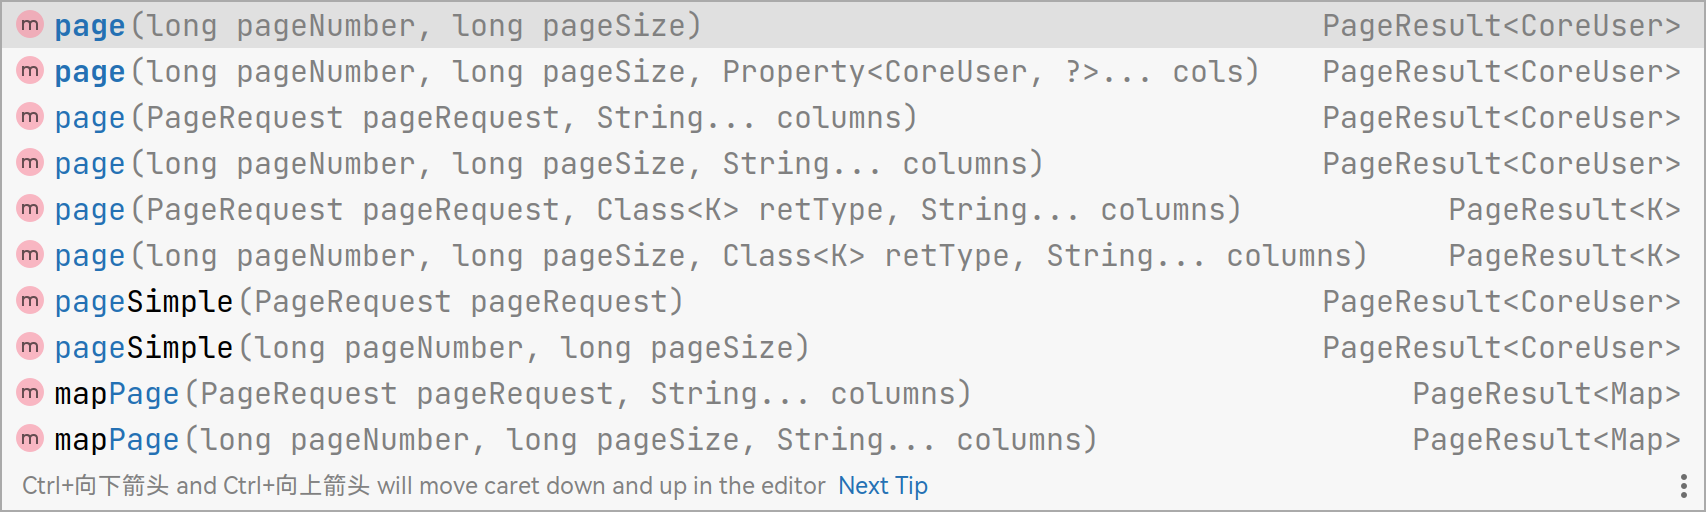 m page(long pageNumber, long pageSize) PageResult<CoreUser>
m page(long pageNumber, long pageSize, Property<CoreUser, ?>... cols) PageResult<CoreUser>
m page(PageRequest pageRequest, String... columns) PageResult<CoreUser>
m page(long pageNumber, long pageSize, String... columns) PageResult<CoreUser>
m page(PageRequest pageRequest, Class<K> retType, String... columns) PageResult<K>
m page(long pageNumber, long pageSize, Class<K> retType, String... columns) PageResult<K>
m pageSimple(PageRequest pageRequest) PageResult<CoreUser>
m pageSimple(long pageNumber, long pageSize) PageResult<CoreUser>
m mapPage(PageRequest pageRequest, String... columns) PageResult<Map>
m mapPage(long pageNumber, long pageSize, String... columns) PageResult<Map>
Ctrl+向下箭头 and Ctrl+向上箭头 will move caret down and up in the editor Next Tip